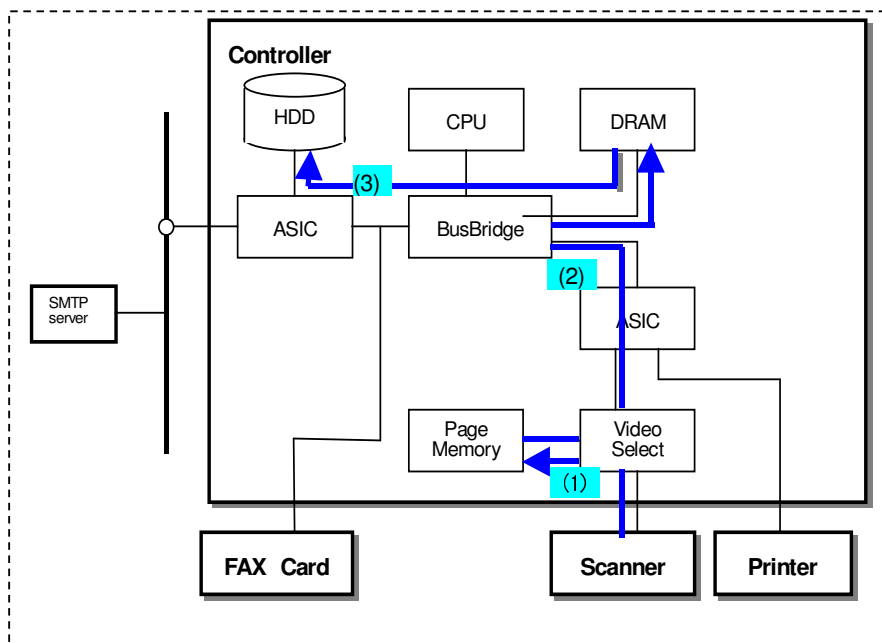 Controller
HDD
CPU
DRAM
(3)
ASIC
BusBridge
(2)
SMTP
server
ASIC
Page
Memory
Video
Select
(1)
FAX Card
Scanner
Printer